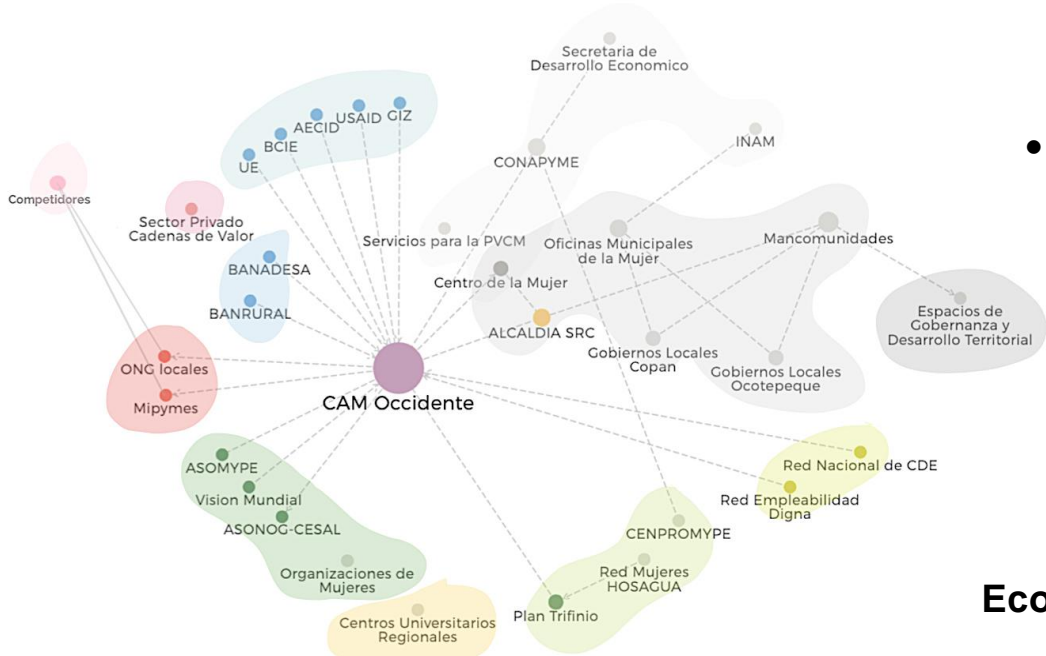 Secretaria de
Desarrollo Economico
AECID
USAID
GIZ
BCIE
UE
INAM
CONAPYME
Competidores
Sector Privado
Cadenas de Valor
Servicios para la PVCM
Oficinas Municipales
de la Mujer
Mancomunidades
BANADESA
Centro de la Mujer
BANRURAL
ALCALDIA SRC
Espacios de
Gobernanza y
Desarrollo Territorial
Gobiernos Locales
Copan
Gobiernos Locales
Ocotepeque
ONG locales
Mipymes
CAM Occidente
ASOMYPE
Vision Mundial
ASONOG-CESAL
Red Nacional de CDE
Red Empleabilidad
Digna
CENPROMYPE
Organizaciones de
Mujeres
Red Mujeres
HOSAGUA
Plan Trifinio
Centros Universitarios
Regionales
Eco